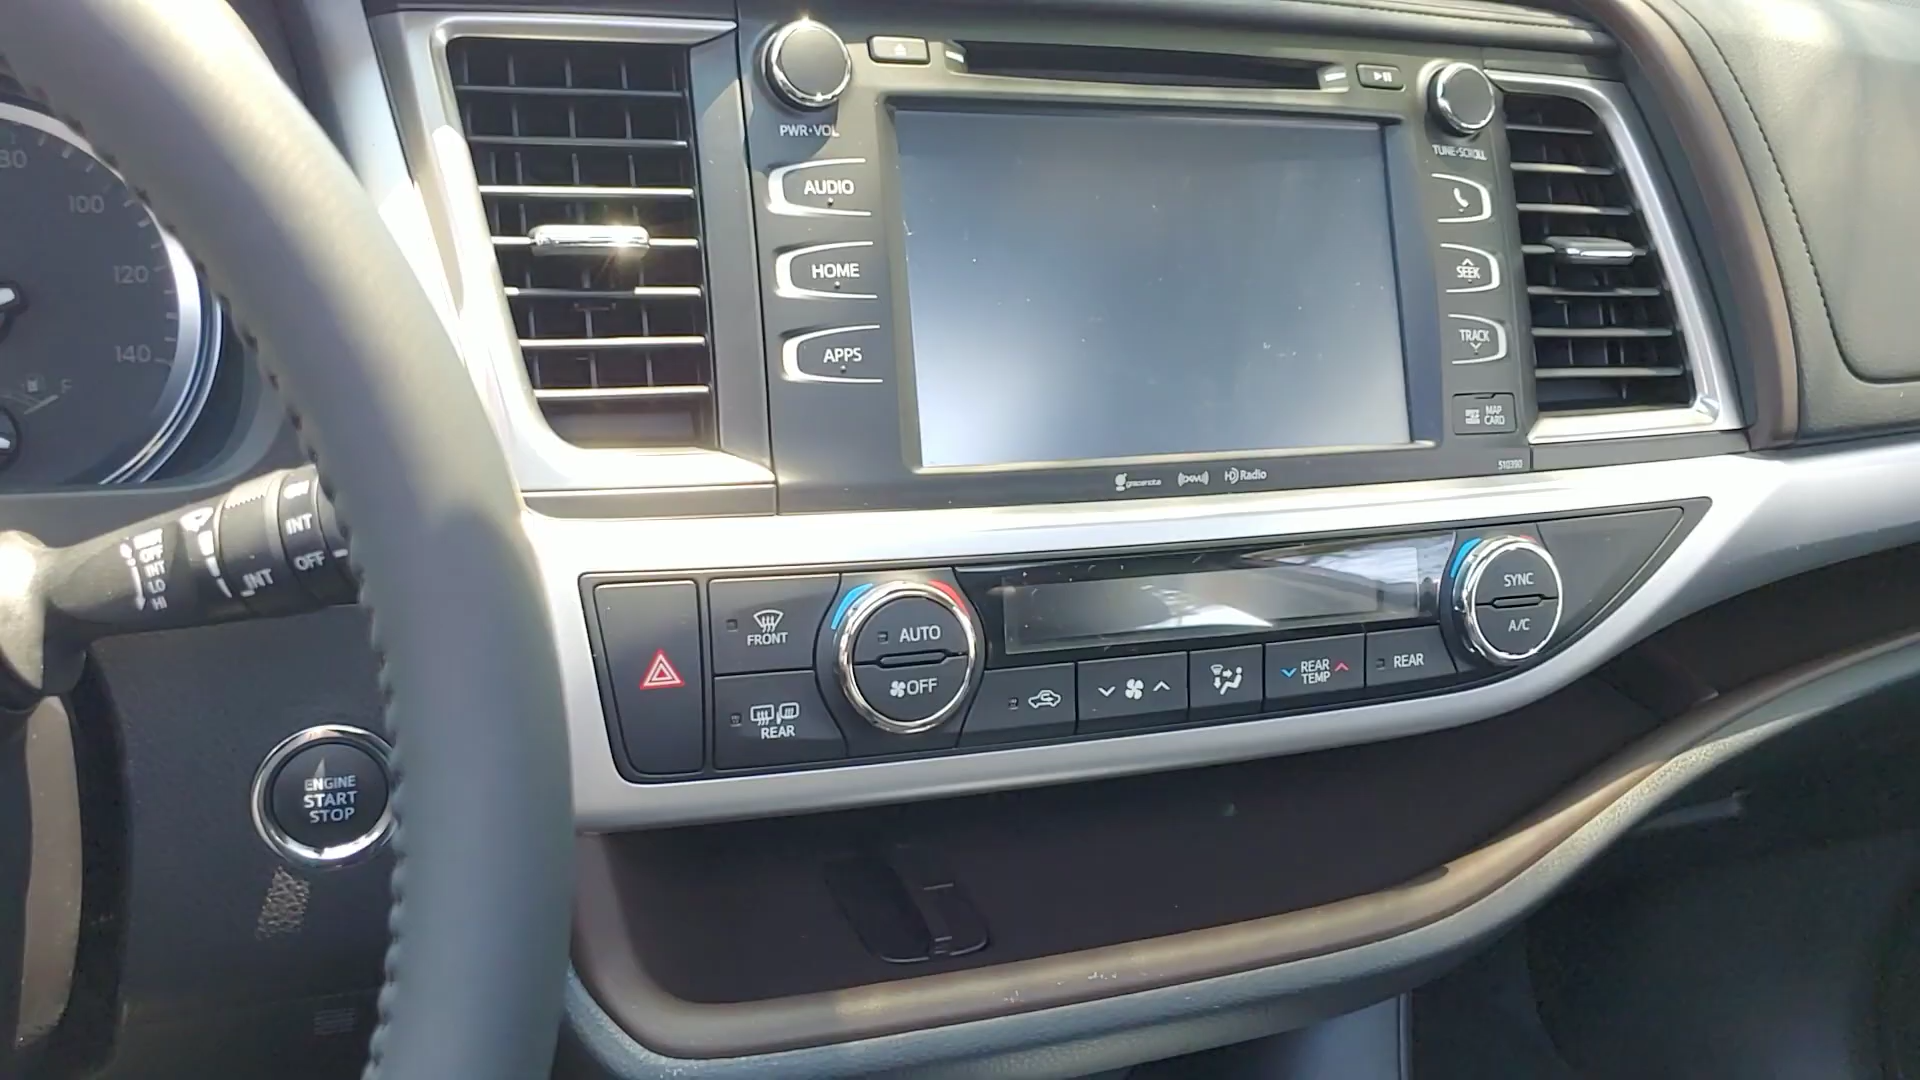 80
100
120
140
F
PWR•VOL
AUDIO
HOME
APPS
TUNE•SCROLL
SEEK
TRACK
MAP
CARD
510390
gracenote
HD Radio
OFF
INT
LO
HI
INT
INT
OFF
FRONT
REAR
AUTO
OFF
REAR
TEMP
REAR
SYNC
A/C
ENGINE
START
STOP